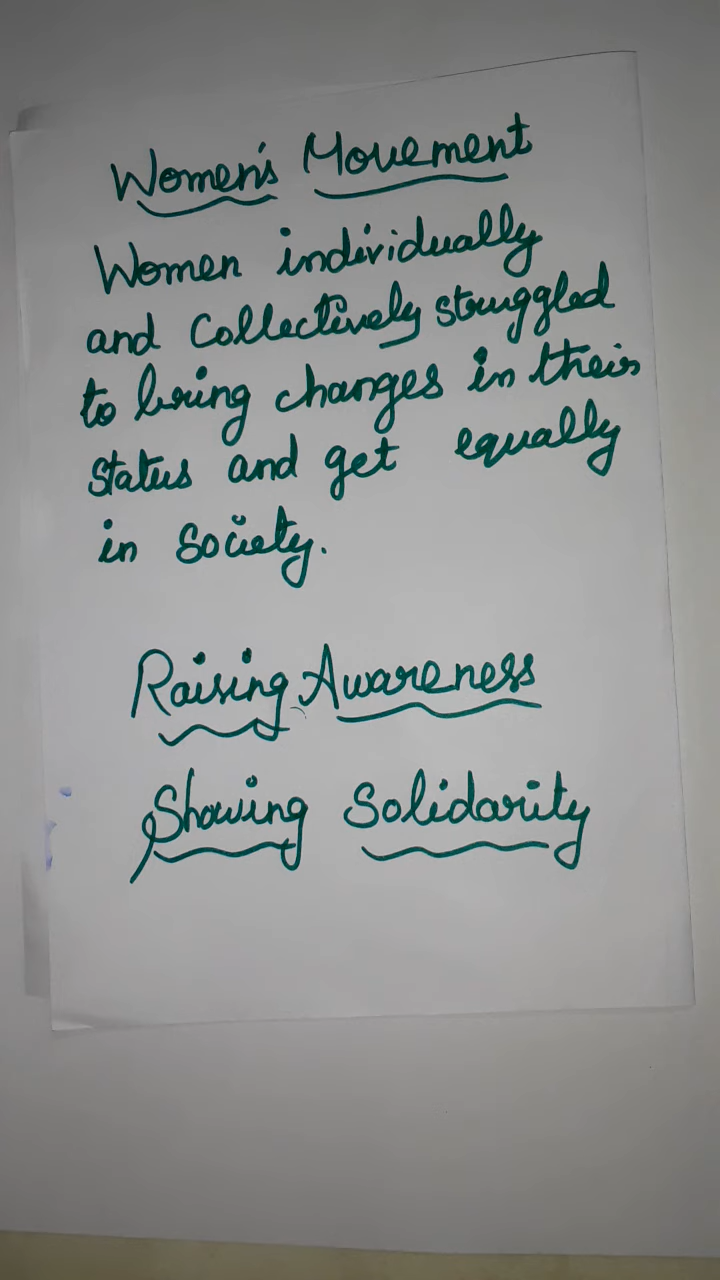 Women's Movement
Women individually
and Collectively struggled
to bring changes in their
status and get equally
in society.
Raising Awareness
Showing Solidarity